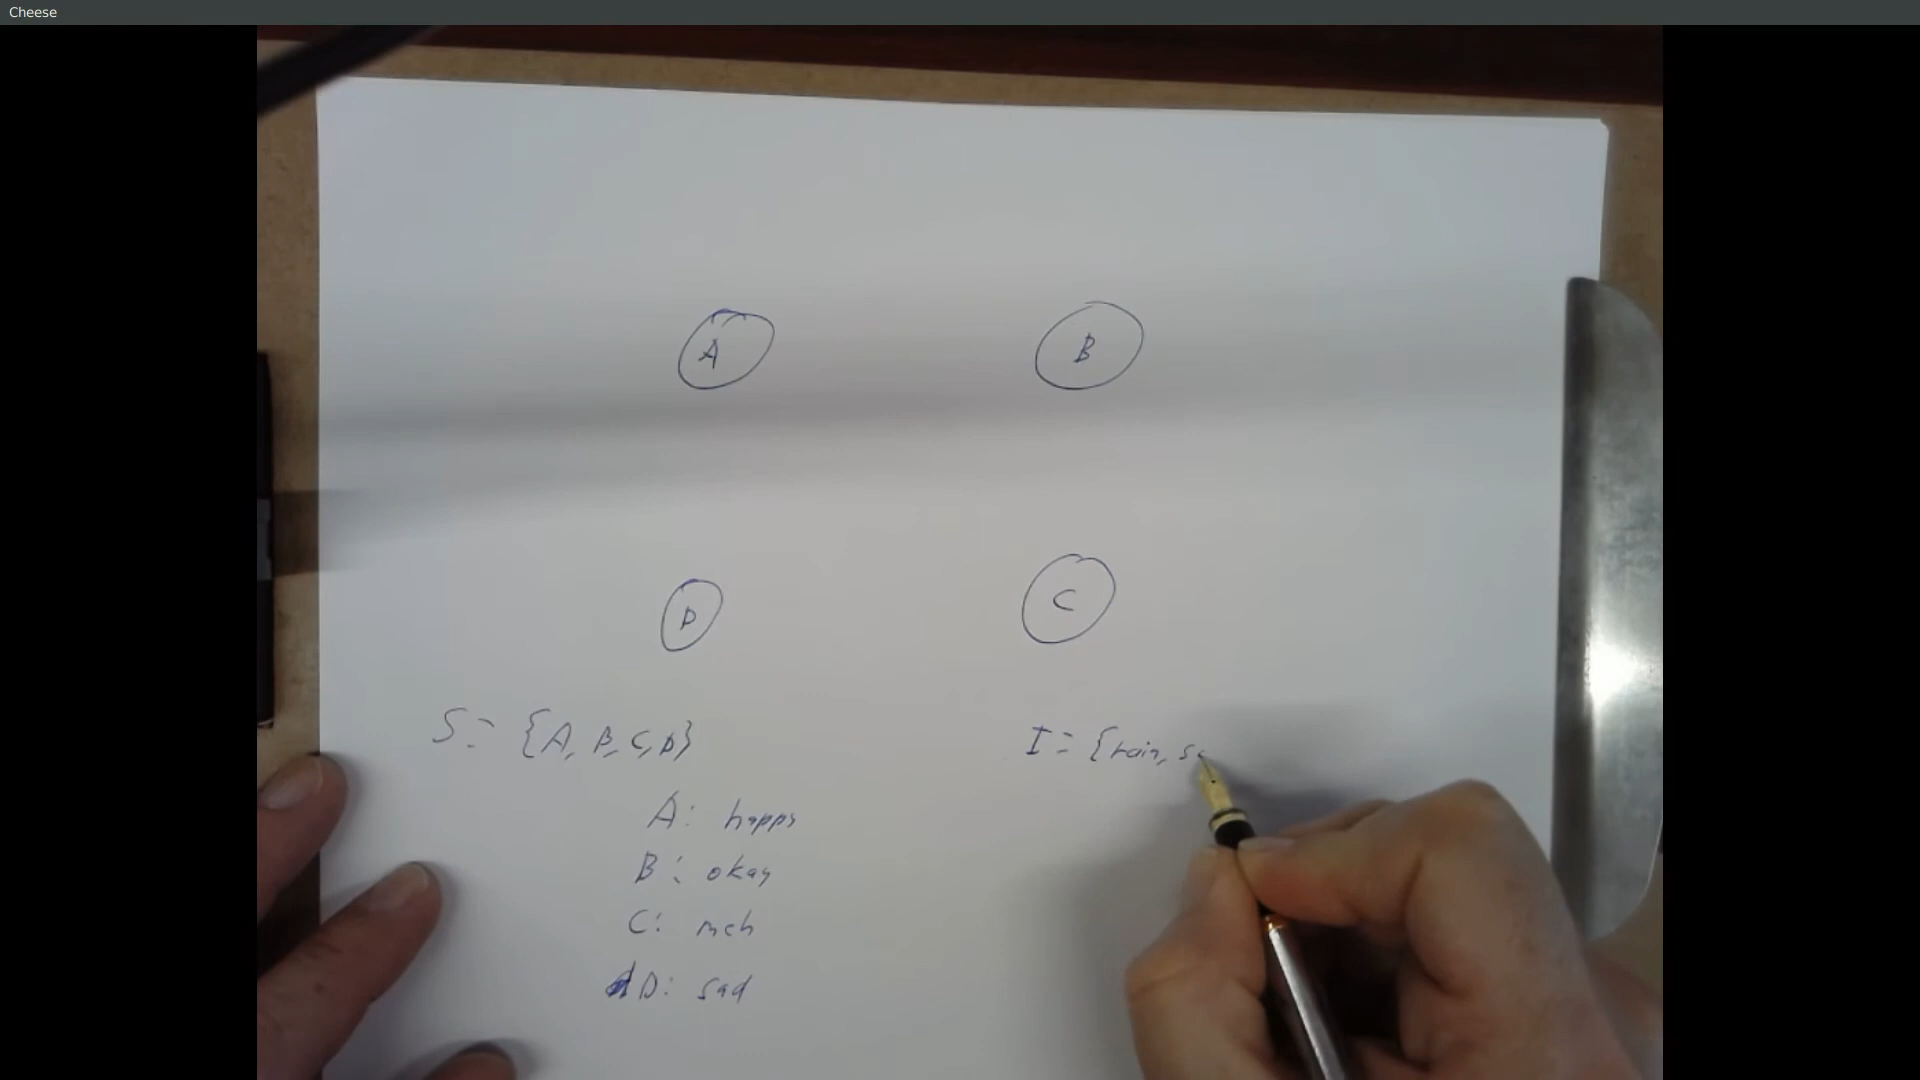 Cheese
A B
D C
S = {A, B, C, D}
I = {rain, s
A: happy
B: okay
C: meh
D: sad